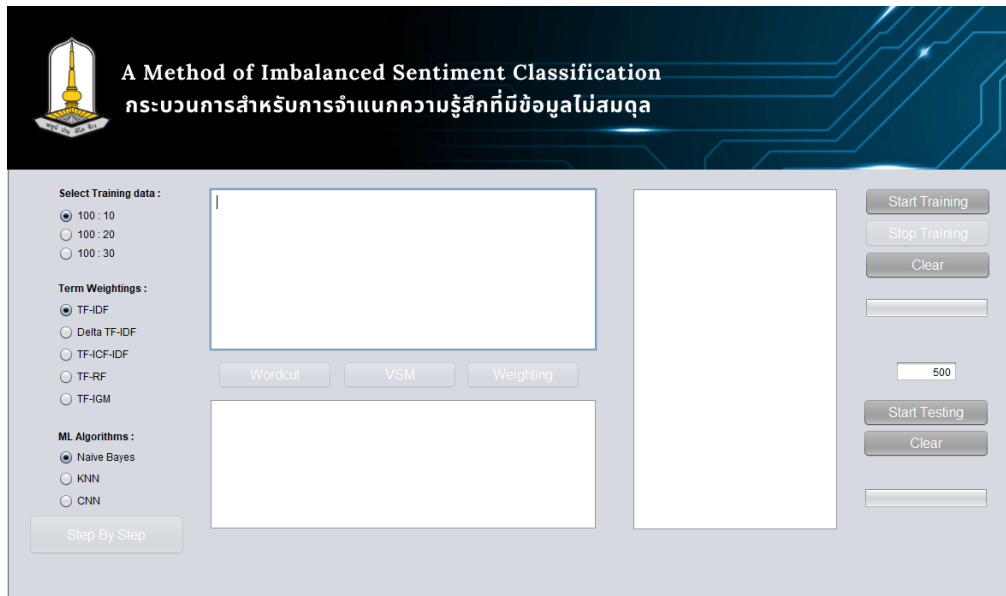 A Method of Imbalanced Sentiment Classification
กระบวนการสำหรับการจำแนกความรู้สึกที่มีข้อมูลไม่สมดุล
Select Training data :
100 : 10
100 : 20
100 : 30
Term Weightings :
TF-IDF
Delta TF-IDF
TF-ICF-IDF
TF-RF
TF-IGM
ML Algorithms :
Naive Bayes
KNN
CNN
Step By Step
Wordcut
VSM
Weighting
Start Training
Stop Training
Clear
500
Start Testing
Clear